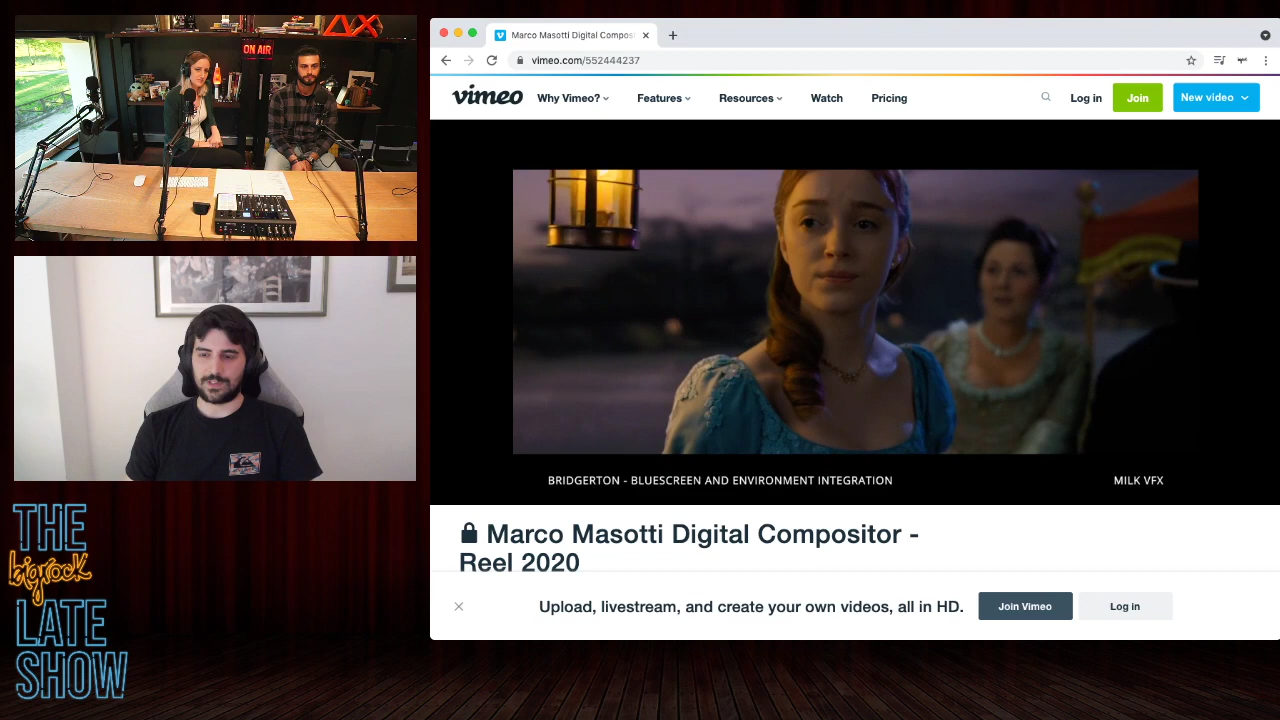 ON AIR
THE
bigrock
LATE
SHOW
Marco Masotti Digital Composi
vimeo.com/552444237
vimeo
Why Vimeo?
Features
Resources
Watch
Pricing
Log in
Join
New video
BRIDGERTON - BLUESCREEN AND ENVIRONMENT INTEGRATION
MILK VFX
Marco Masotti Digital Compositor -
Reel 2020
Upload, livestream, and create your own videos, all in HD.
Join Vimeo
Log in